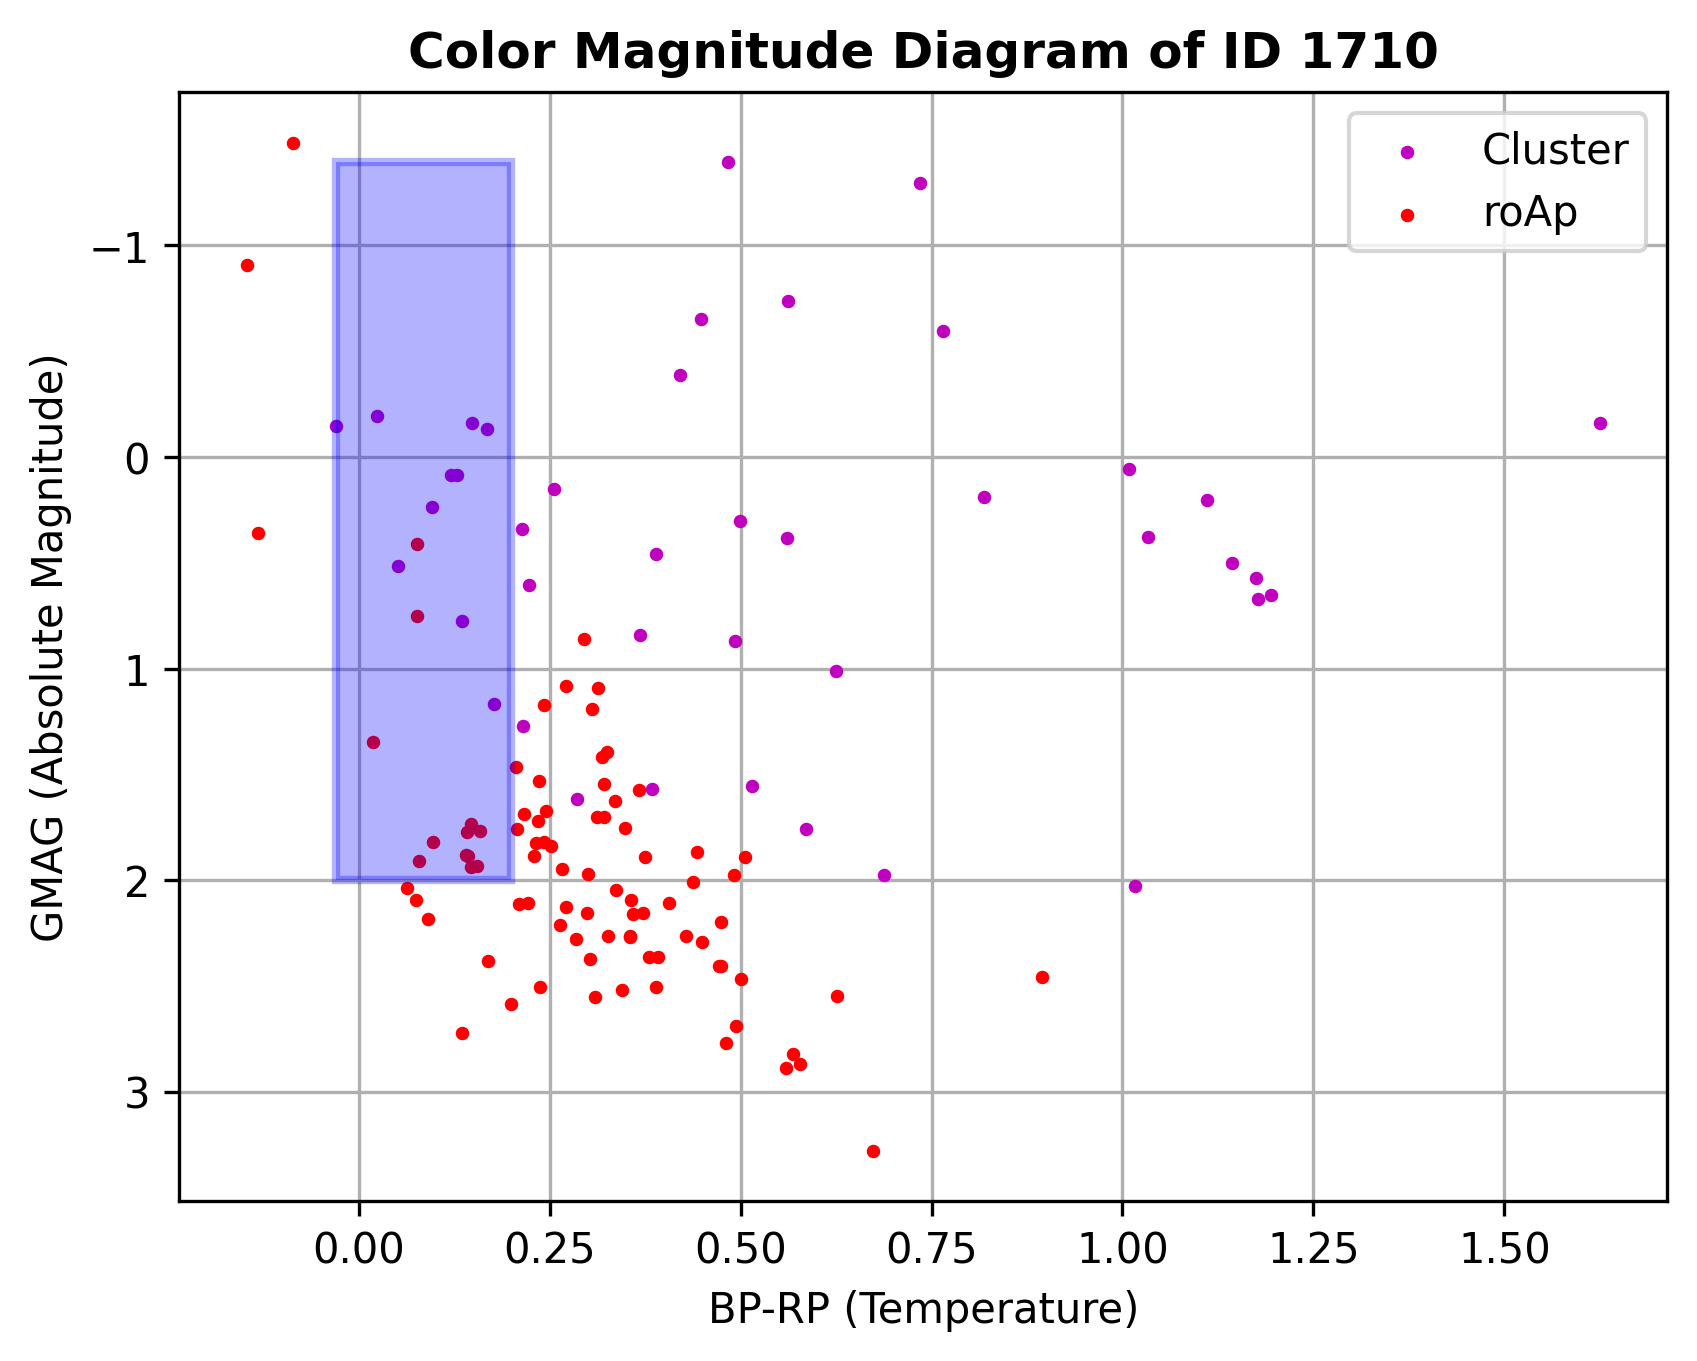 Color Magnitude Diagram of ID 1710
Cluster
roAp
−1
0
1
2
3
GMAG (Absolute Magnitude)
0.00 0.25 0.50 0.75 1.00 1.25 1.50
BP-RP (Temperature)